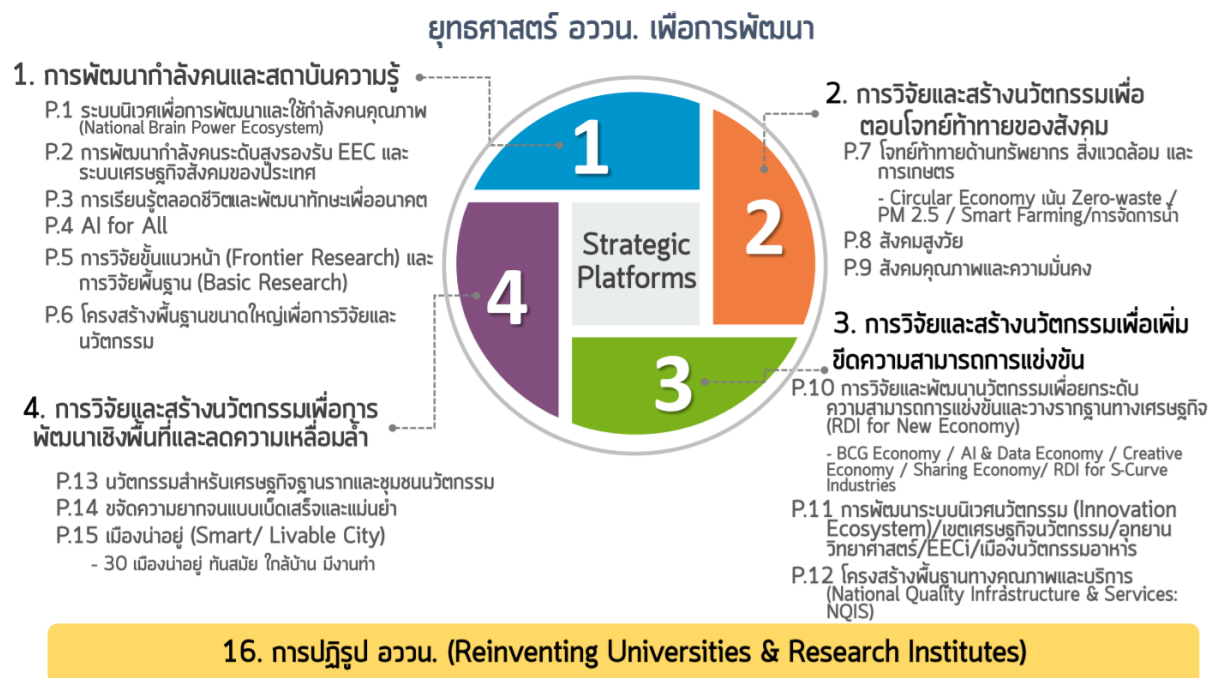 ยุทธศาสตร์ อววน. เพื่อการพัฒนา
1. การพัฒนากำลังคนและสถาบันความรู้
P.1 ระบบนิเวศเพื่อการพัฒนาและใช้กำลังคนคุณภาพ
(National Brain Power Ecosystem)
P.2 การพัฒนากำลังคนระดับสูงรองรับ EEC และ
ระบบเศรษฐกิจสังคมของประเทศ
P.3 การเรียนรู้ตลอดชีวิตและพัฒนาทักษะเพื่ออนาคต
P.4 AI for All
P.5 การวิจัยขั้นแนวหน้า (Frontier Research) และ
การวิจัยพื้นฐาน (Basic Research)
P.6 โครงสร้างพื้นฐานขนาดใหญ่เพื่อการวิจัยและ
นวัตกรรม
1
2
3
4
Strategic
Platforms
2. การวิจัยและสร้างนวัตกรรมเพื่อ
ตอบโจทย์ท้าทายของสังคม
P.7 โจทย์ท้าทายด้านทรัพยากร สิ่งแวดล้อม และ
การเกษตร
- Circular Economy เน้น Zero-waste /
PM 2.5 / Smart Farming/การจัดการน้ำ
P.8 สังคมสูงวัย
P.9 สังคมคุณภาพและความมั่นคง
3. การวิจัยและสร้างนวัตกรรมเพื่อเพิ่ม
ขีดความสามารถการแข่งขัน
P.10 การวิจัยและพัฒนานวัตกรรมเพื่อยกระดับ
ความสามารถการแข่งขันและวางรากฐานทางเศรษฐกิจ
(RDI for New Economy)
- BCG Economy / AI & Data Economy / Creative
Economy / Sharing Economy/ RDI for S-Curve
Industries
P.11 การพัฒนาระบบนิเวศนวัตกรรม (Innovation
Ecosystem)/เขตเศรษฐกิจนวัตกรรม/อุทยาน
วิทยาศาสตร์/EECi/เมืองนวัตกรรมอาหาร
P.12 โครงสร้างพื้นฐานทางคุณภาพและบริการ
(National Quality Infrastructure & Services:
NQIS)
4. การวิจัยและสร้างนวัตกรรมเพื่อการ
พัฒนาเชิงพื้นที่และลดความเหลื่อมล้ำ
P.13 นวัตกรรมสำหรับเศรษฐกิจฐานรากและชุมชนนวัตกรรม
P.14 ขจัดความยากจนแบบเบ็ดเสร็จและแม่นยำ
P.15 เมืองน่าอยู่ (Smart/ Livable City)
- 30 เมืองน่าอยู่ ทันสมัย ใกล้บ้าน มีงานทำ
16. การปฏิรูป อววน. (Reinventing Universities & Research Institutes)